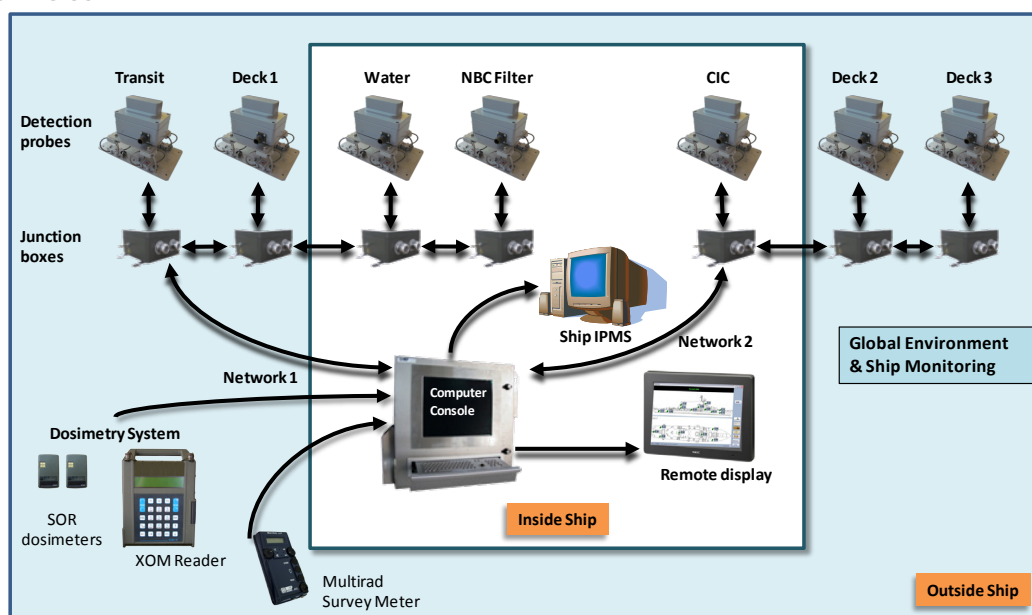 Transit
Deck 1
Water
NBC Filter
CIC
Deck 2
Deck 3
Detection
probes
Junction
boxes
Ship IPMS
Network 2
Global Environment
& Ship Monitoring
Network 1
Computer
Console
Dosimetry System
Remote display
SOR
dosimeters
XOM Reader
Inside Ship
Multirad
Survey Meter
Outside Ship